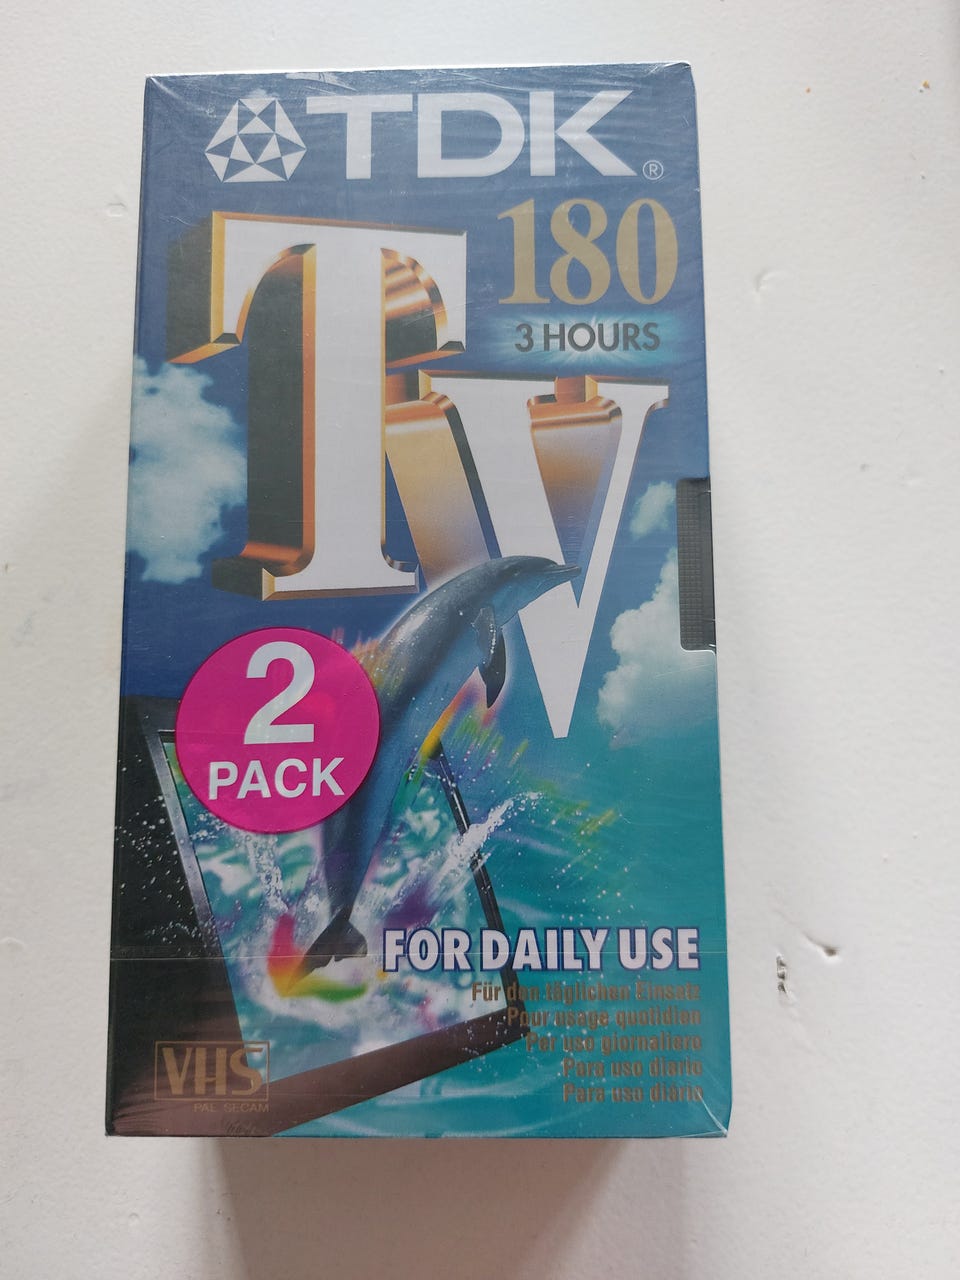 TDK®
180
3 HOURS
TV
2
PACK
FOR DAILY USE
Für den täglichen Einsatz
Pour usage quotidien
Per uso giornaliero
Para uso diario
Para uso diário
VHS
PAL SECAM